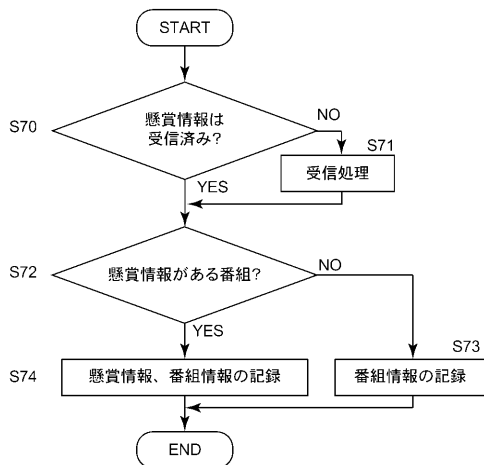 START
S70
懸賞情報は
受信済み?
NO
S71
受信処理
YES
S72
懸賞情報がある番組?
NO
YES
S73
S74
懸賞情報、番組情報の記録
番組情報の記録
END